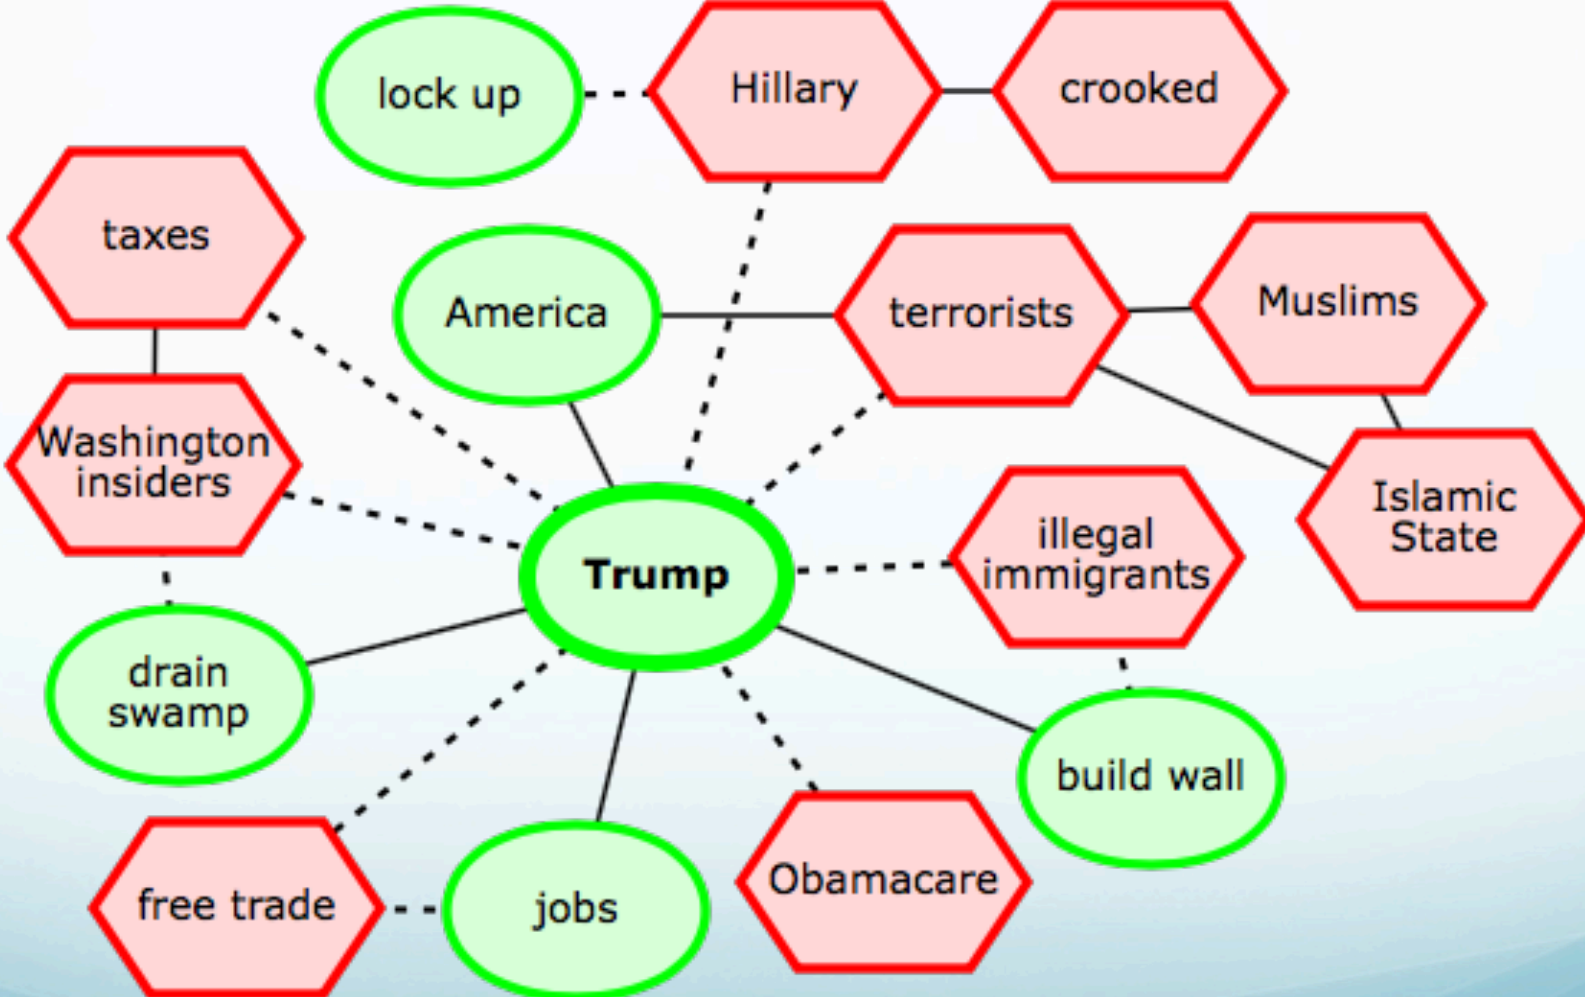 lock up
Hillary
crooked
taxes
America
terrorists
Muslims
Washington
insiders
Islamic
State
illegal
immigrants
Trump
drain
swamp
build wall
free trade
jobs
Obamacare